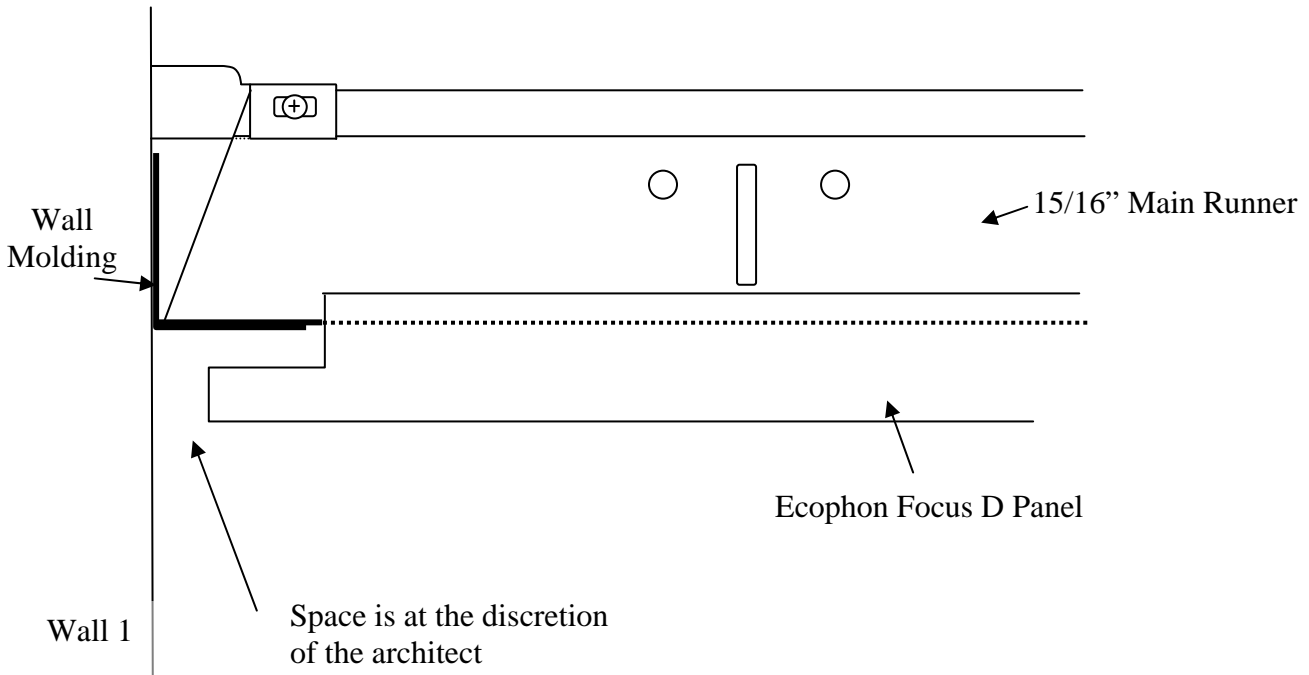 15/16” Main Runner
Wall
Molding
Ecophon Focus D Panel
Space is at the discretion
of the architect
Wall 1